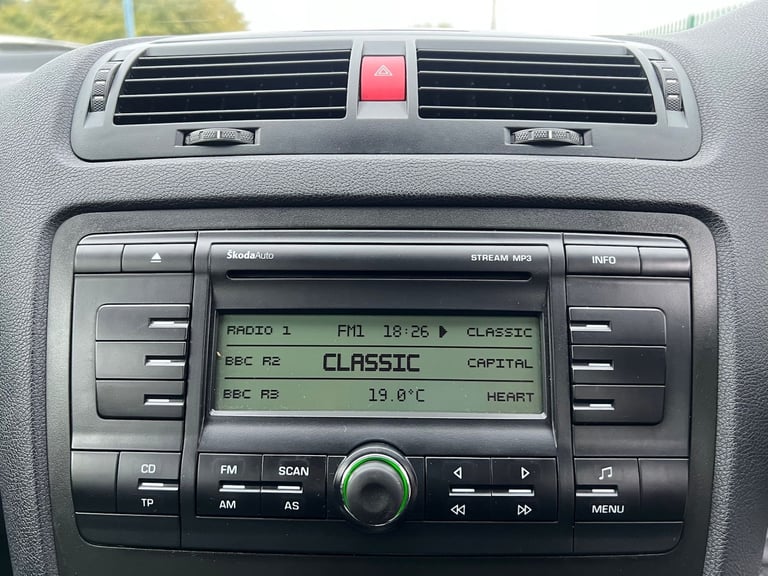 ŠkodaAuto STREAM MP3 INFO
RADIO 1 FM1 18:26 CLASSIC
BBC R2 CLASSIC CAPITAL
BBC R3 19.0°C HEART
CD FM SCAN
TP AM AS MENU